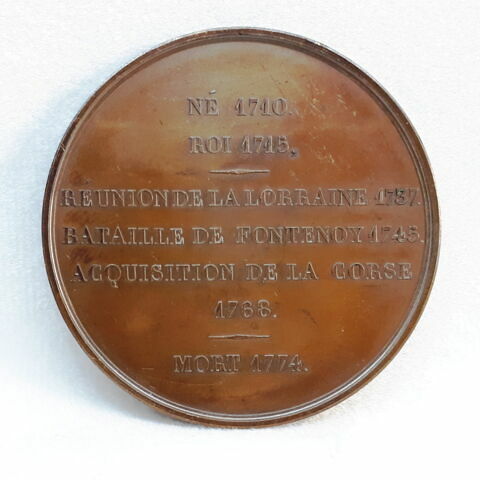 NÉ 1710.
ROI 1715.
RÉUNION DE LA LORRAINE 1737.
BATAILLE DE FONTENOY 1745.
ACQUISITION DE LA CORSE
1768.
MORT 1774.